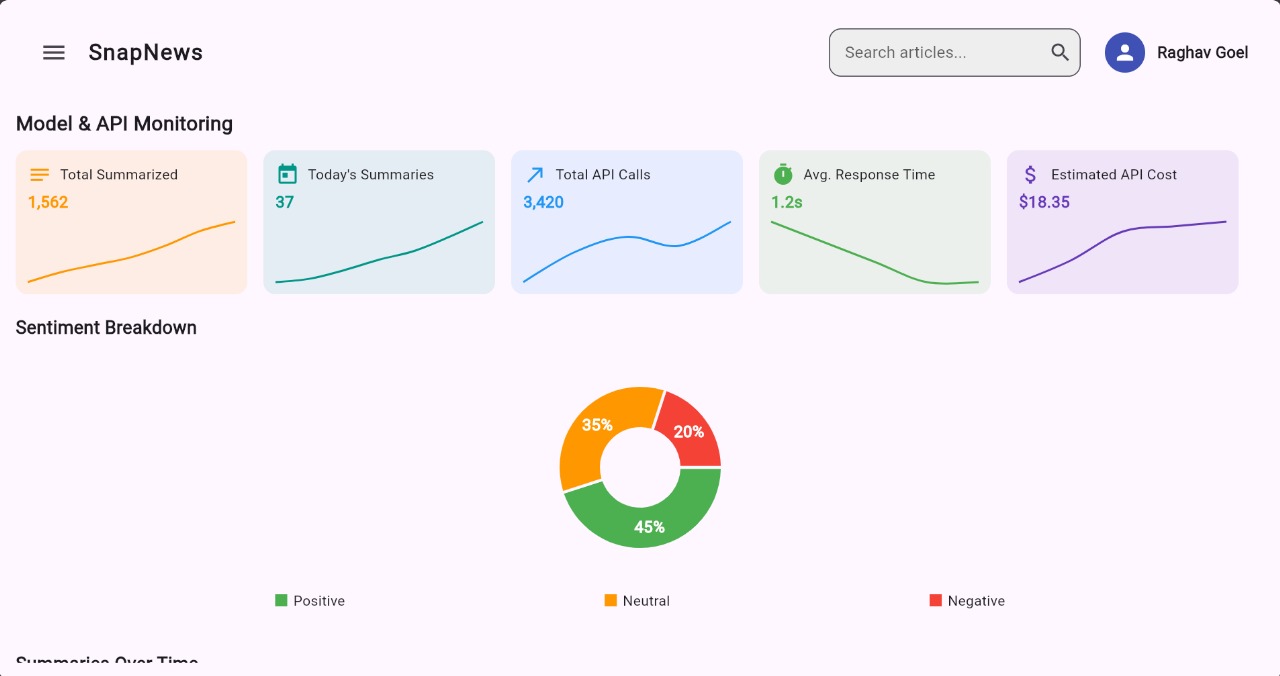 SnapNews
Search articles...
Raghav Goel
Model & API Monitoring
Total Summarized
1,562
Today's Summaries
37
Total API Calls
3,420
Avg. Response Time
1.2s
Estimated API Cost
$18.35
Sentiment Breakdown
35%
20%
45%
Positive
Neutral
Negative
Summaries Over Time